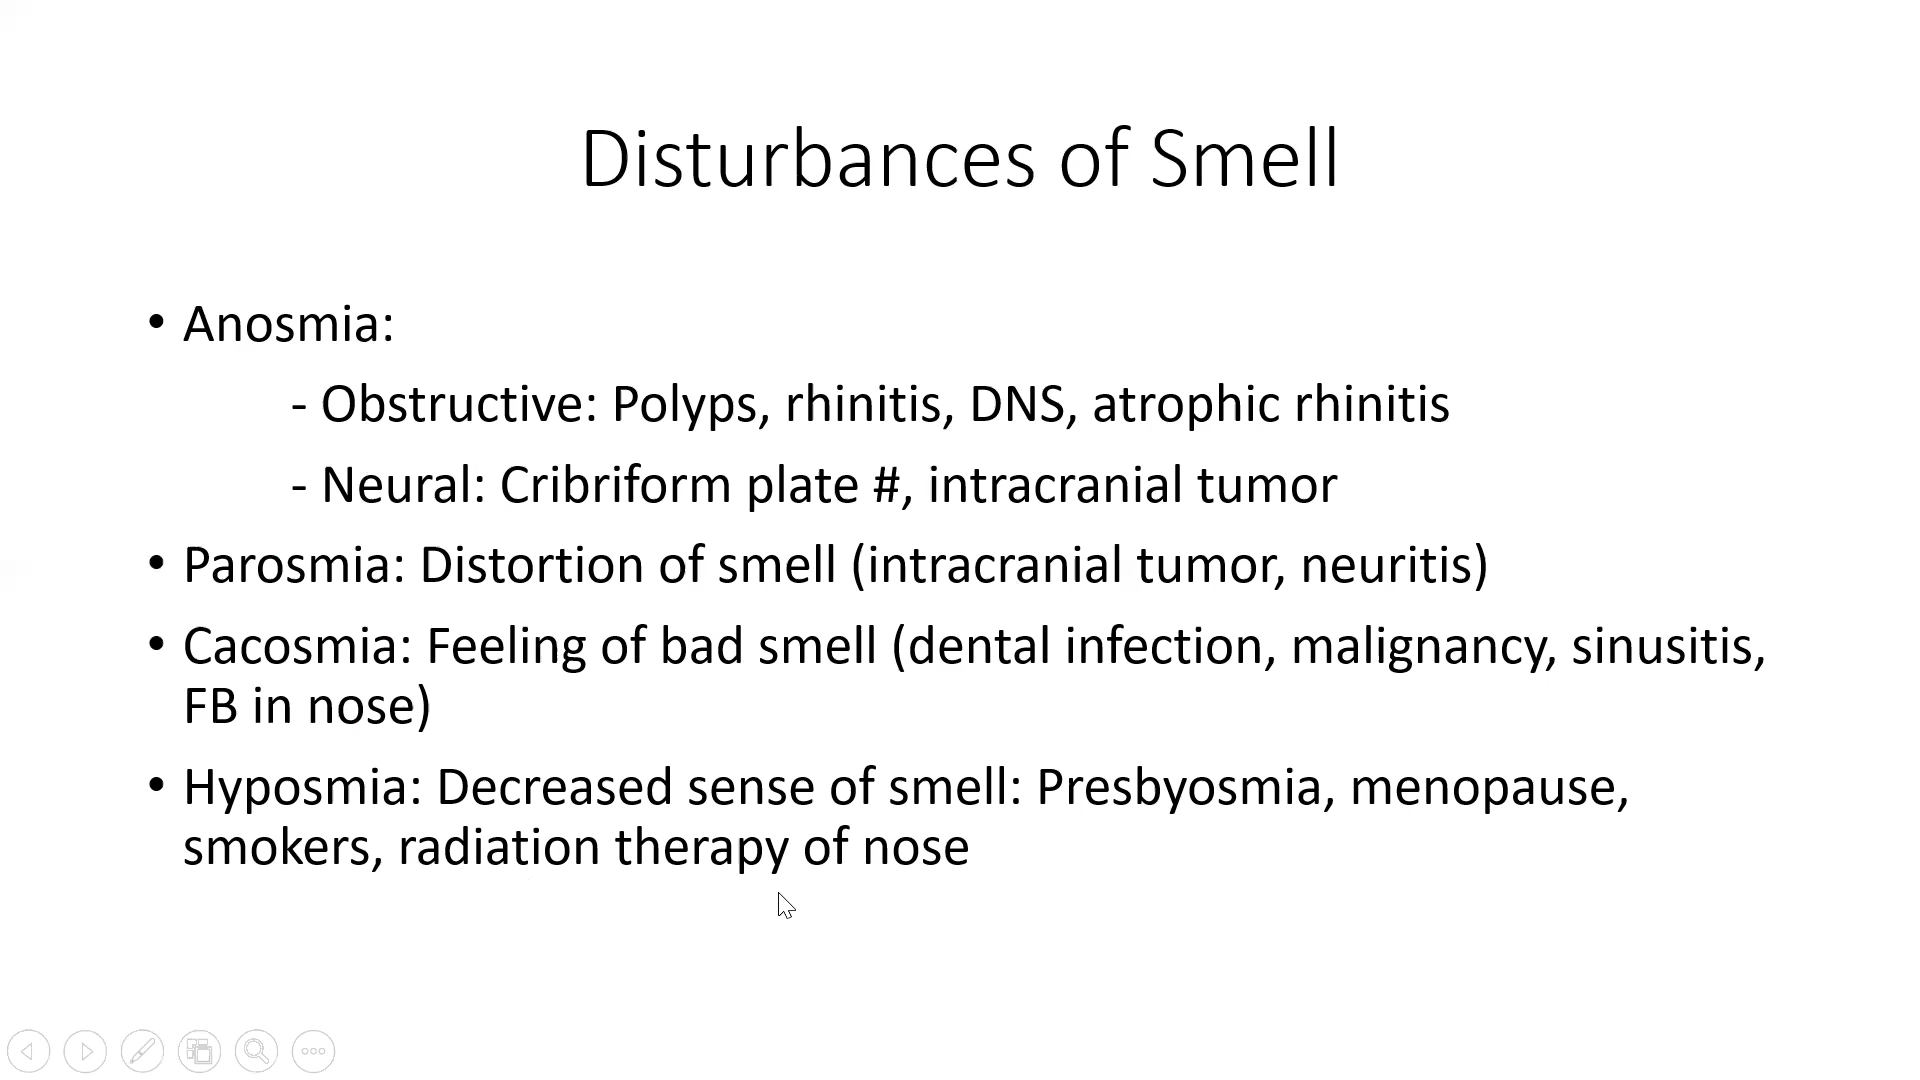 Disturbances of Smell
• Anosmia:
- Obstructive: Polyps, rhinitis, DNS, atrophic rhinitis
- Neural: Cribriform plate #, intracranial tumor
• Parosmia: Distortion of smell (intracranial tumor, neuritis)
• Cacosmia: Feeling of bad smell (dental infection, malignancy, sinusitis,
FB in nose)
• Hyposmia: Decreased sense of smell: Presbyosmia, menopause,
smokers, radiation therapy of nose